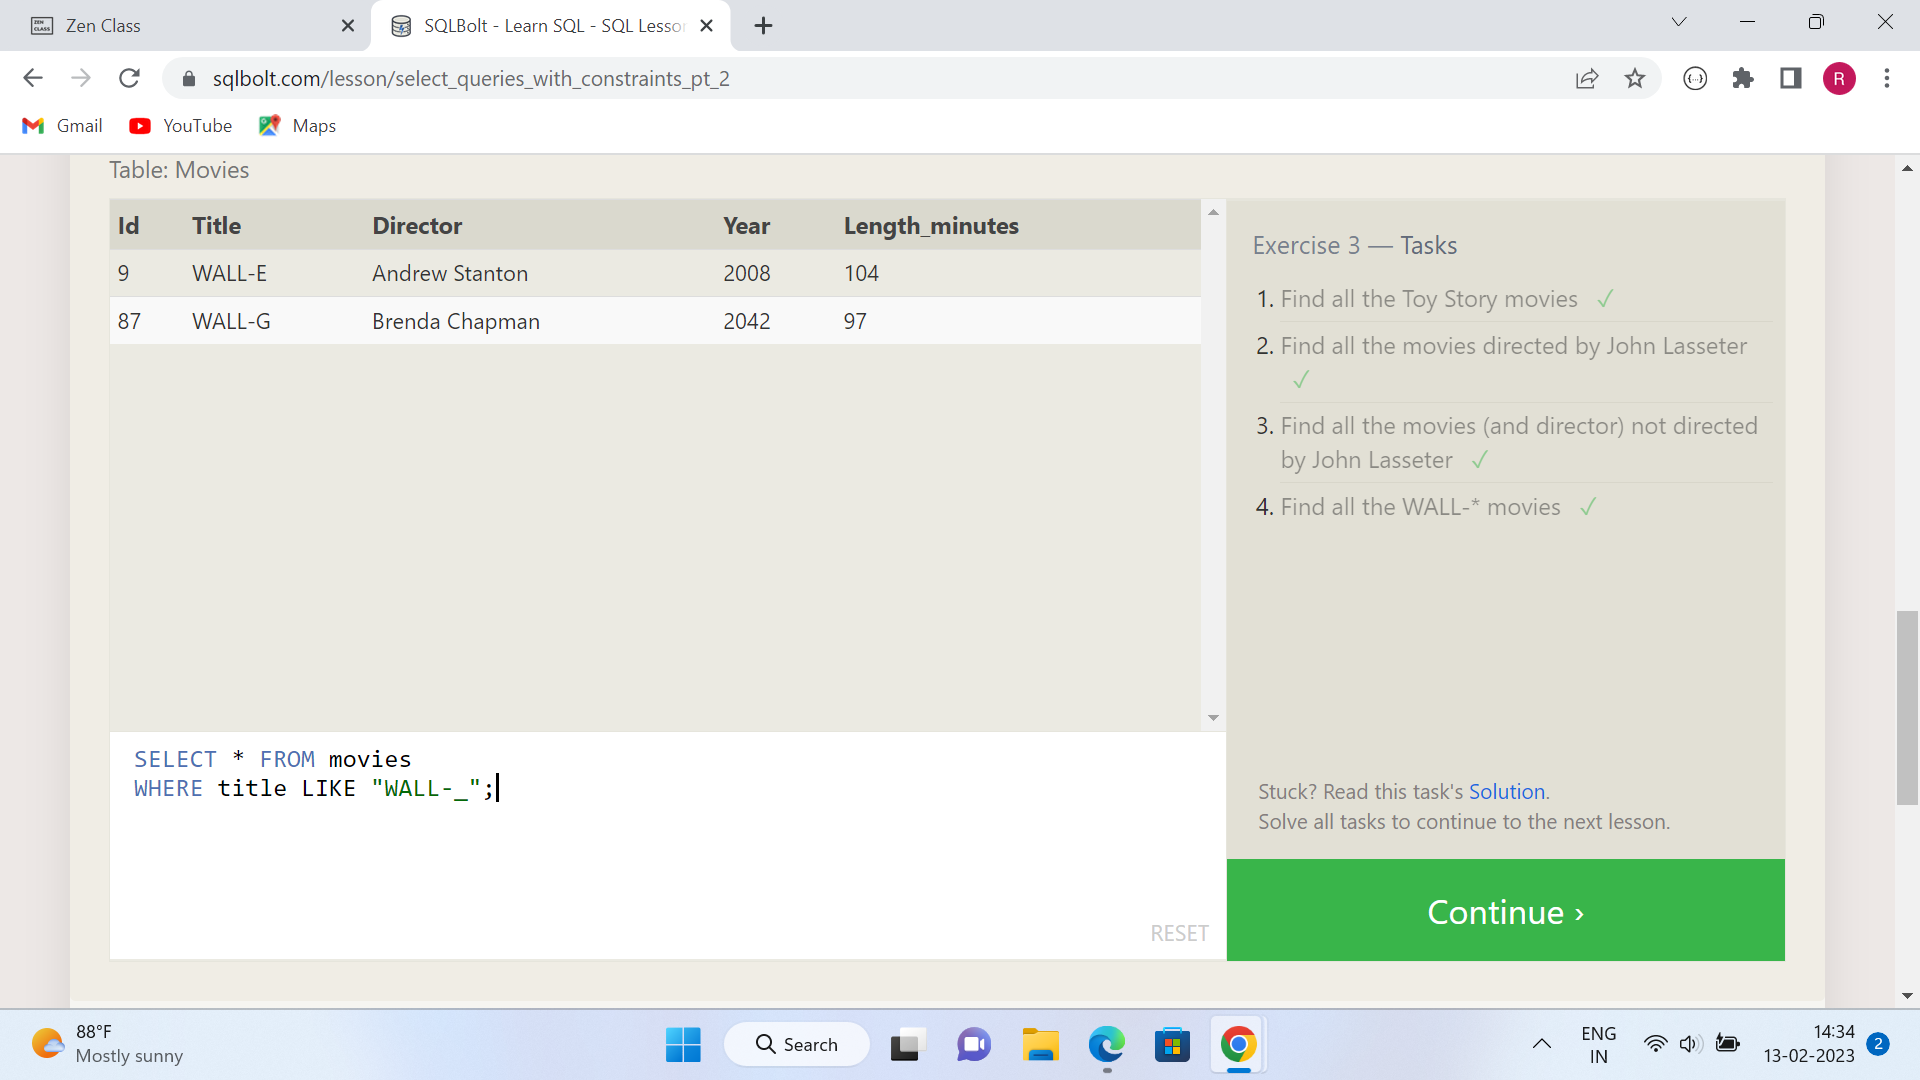 Zen Class
SQLBolt - Learn SQL - SQL Lesso
sqlbolt.com/lesson/select_queries_with_constraints_pt_2
R
Gmail
YouTube
Maps
Table: Movies
Id Title Director Year Length_minutes
9 WALL-E Andrew Stanton 2008 104
87 WALL-G Brenda Chapman 2042 97
Exercise 3 — Tasks
1. Find all the Toy Story movies ✓
2. Find all the movies directed by John Lasseter
✓
3. Find all the movies (and director) not directed
by John Lasseter ✓
4. Find all the WALL-* movies ✓
SELECT * FROM movies
WHERE title LIKE "WALL-_";
RESET
Stuck? Read this task's Solution.
Solve all tasks to continue to the next lesson.
Continue ›
88°F
Mostly sunny
Search
ENG
IN
14:34
13-02-2023
2